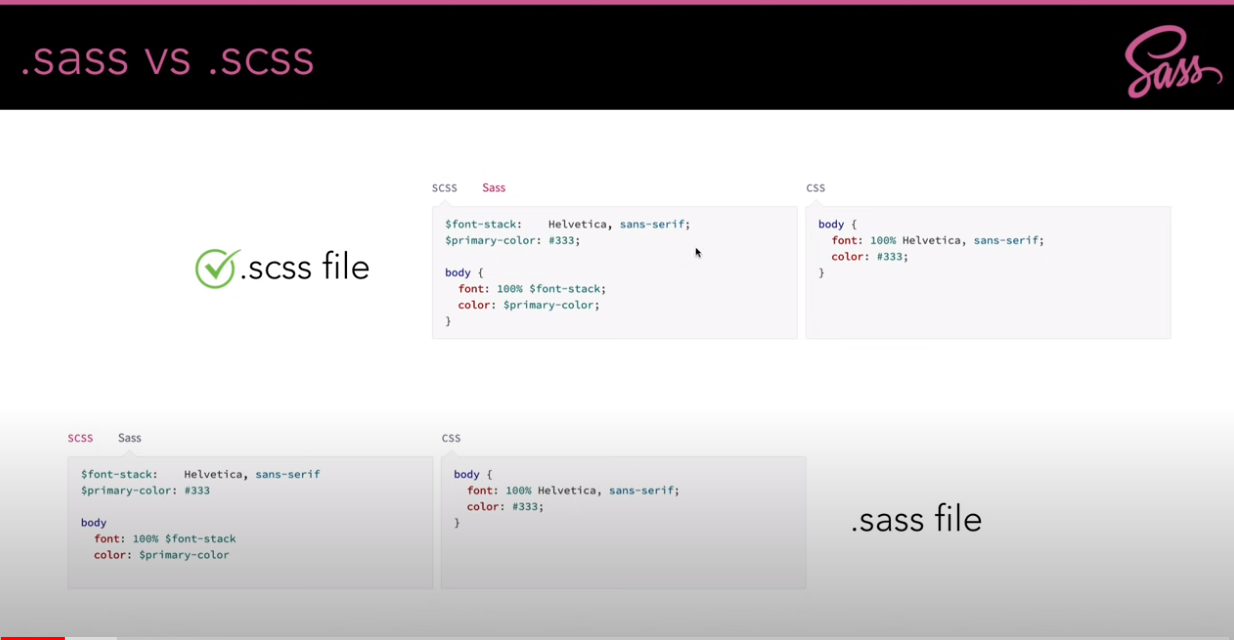 .sass vs .scss
Sass
SCSS Sass
$font-stack:    Helvetica, sans-serif;
$primary-color: #333;
body {
  font: 100% $font-stack;
  color: $primary-color;
}
CSS
body {
  font: 100% Helvetica, sans-serif;
  color: #333;
}
.scss file
SCSS Sass
$font-stack:    Helvetica, sans-serif
$primary-color: #333
body
  font: 100% $font-stack
  color: $primary-color
CSS
body {
  font: 100% Helvetica, sans-serif;
  color: #333;
}
.sass file